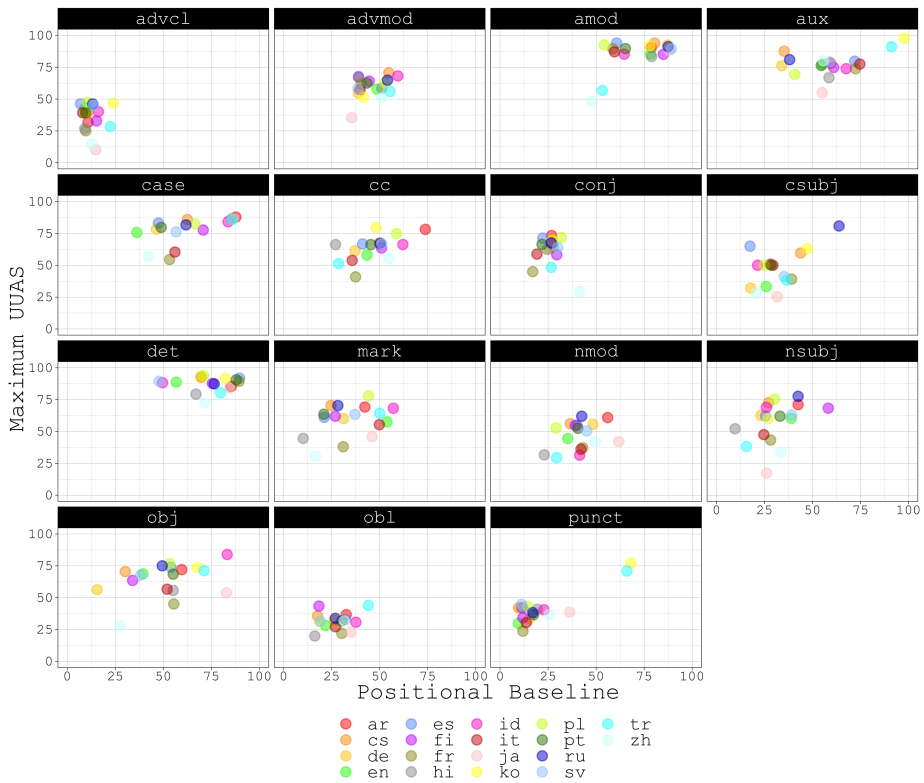 advcl advmod amod aux
100
75
50
25
0
case cc conj csubj
100
75
50
25
0
det mark nmod nsubj
100
75
50
25
0
0 25 50 75 100
obj obl punct
100
75
50
25
0
0 25 50 75 100 0 25 50 75 100 0 25 50 75 100
Maximum UUAS
Positional Baseline
ar es id pl tr
cs fi it pt zh
de fr ja ru
en hi ko sv